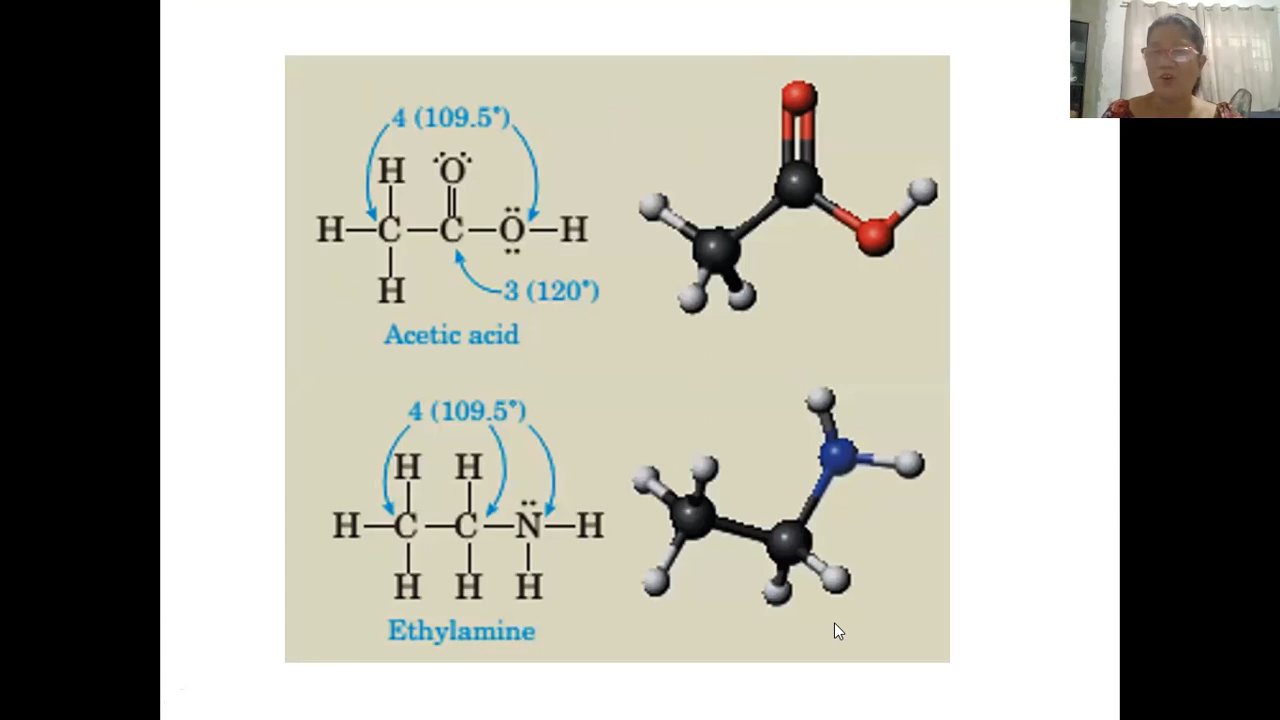 4 (109.5°)
H :O:
H—C—C—Ö—H
H
3 (120°)
Acetic acid
4 (109.5°)
H H
H—C—C—N̈—H
H H H
Ethylamine